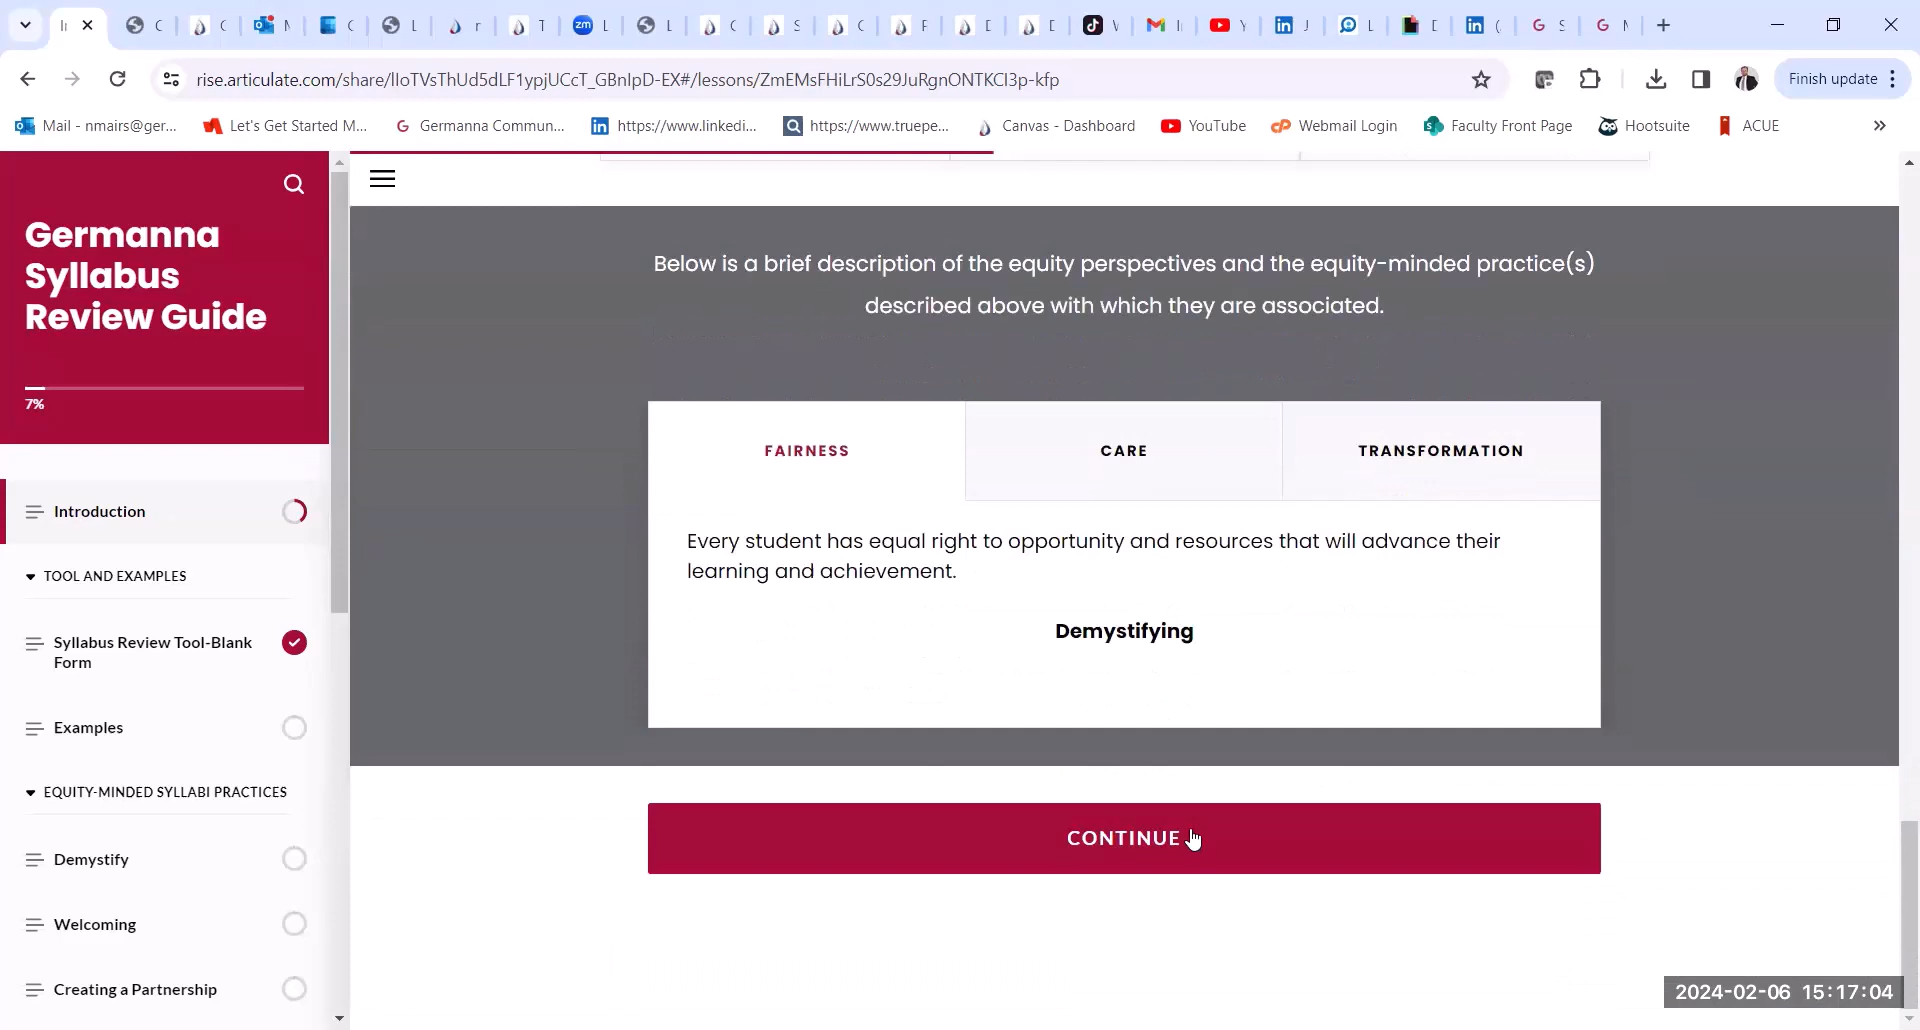 rise.articulate.com/share/lIoTVsThUd5dLF1ypjUCcT_GBnIpD-EX#/lessons/ZmEMsFHiLrS0s29JuRgnONTKCI3p-kfp
Finish update
Mail - nmairs@ger...
Let's Get Started M...
Germanna Commun...
https://www.linkedi...
https://www.truepe...
Canvas - Dashboard
YouTube
Webmail Login
Faculty Front Page
Hootsuite
ACUE
Germanna
Syllabus
Review Guide
7%
Introduction
TOOL AND EXAMPLES
Syllabus Review Tool-Blank
Form
Examples
EQUITY-MINDED SYLLABI PRACTICES
Demystify
Welcoming
Creating a Partnership
Below is a brief description of the equity perspectives and the equity-minded practice(s)
described above with which they are associated.
FAIRNESS
CARE
TRANSFORMATION
Every student has equal right to opportunity and resources that will advance their
learning and achievement.
Demystifying
CONTINUE
2024-02-06 15:17:04